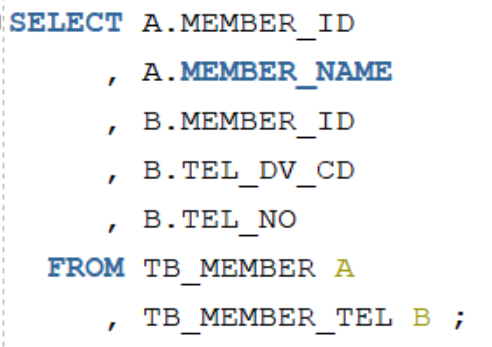 SELECT A.MEMBER_ID
, A.MEMBER_NAME
, B.MEMBER_ID
, B.TEL_DV_CD
, B.TEL_NO
FROM TB_MEMBER A
, TB_MEMBER_TEL B ;